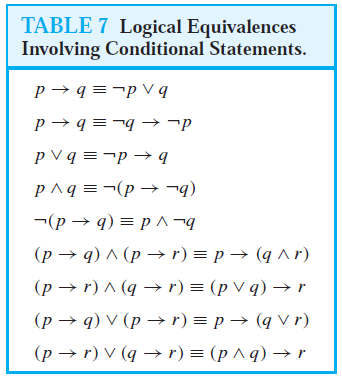 TABLE 7 Logical Equivalences
Involving Conditional Statements.
p → q ≡ ¬p ∨ q
p → q ≡ ¬q → ¬p
p ∨ q ≡ ¬p → q
p ∧ q ≡ ¬(p → ¬q)
¬(p → q) ≡ p ∧ ¬q
(p → q) ∧ (p → r) ≡ p → (q ∧ r)
(p → r) ∧ (q → r) ≡ (p ∨ q) → r
(p → q) ∨ (p → r) ≡ p → (q ∨ r)
(p → r) ∨ (q → r) ≡ (p ∧ q) → r